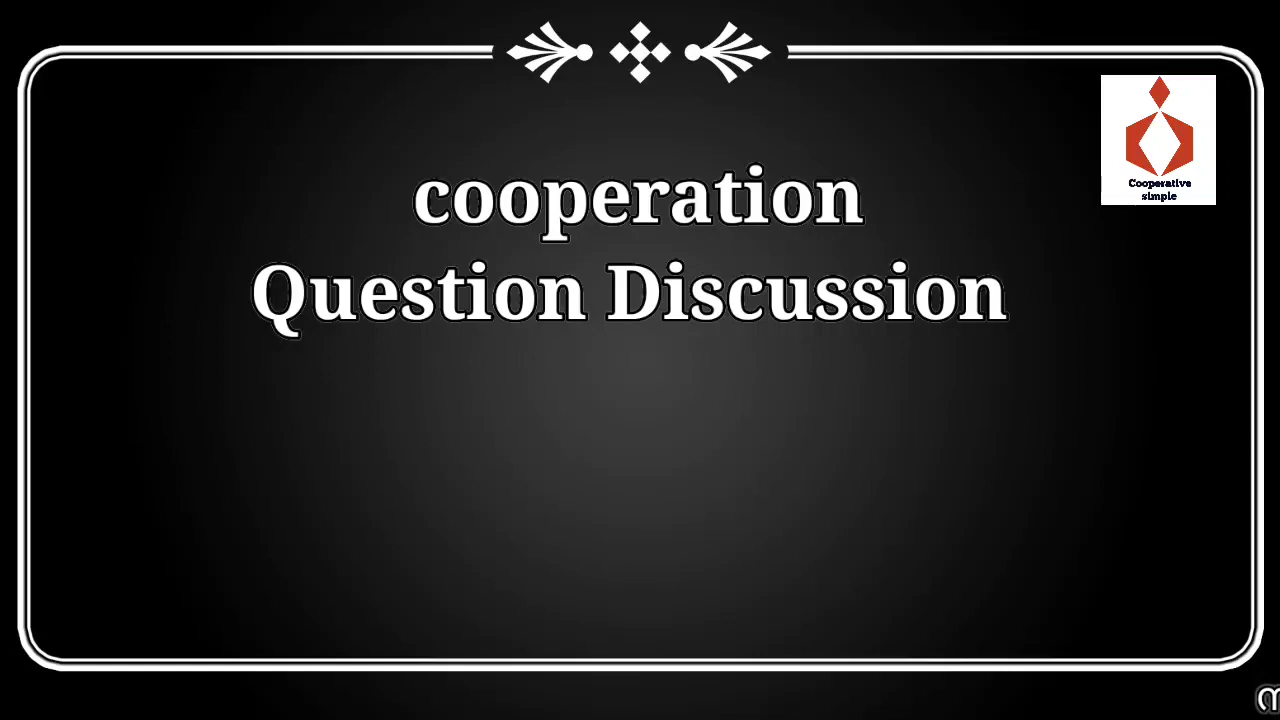 cooperation
Question Discussion
Cooperative
simple